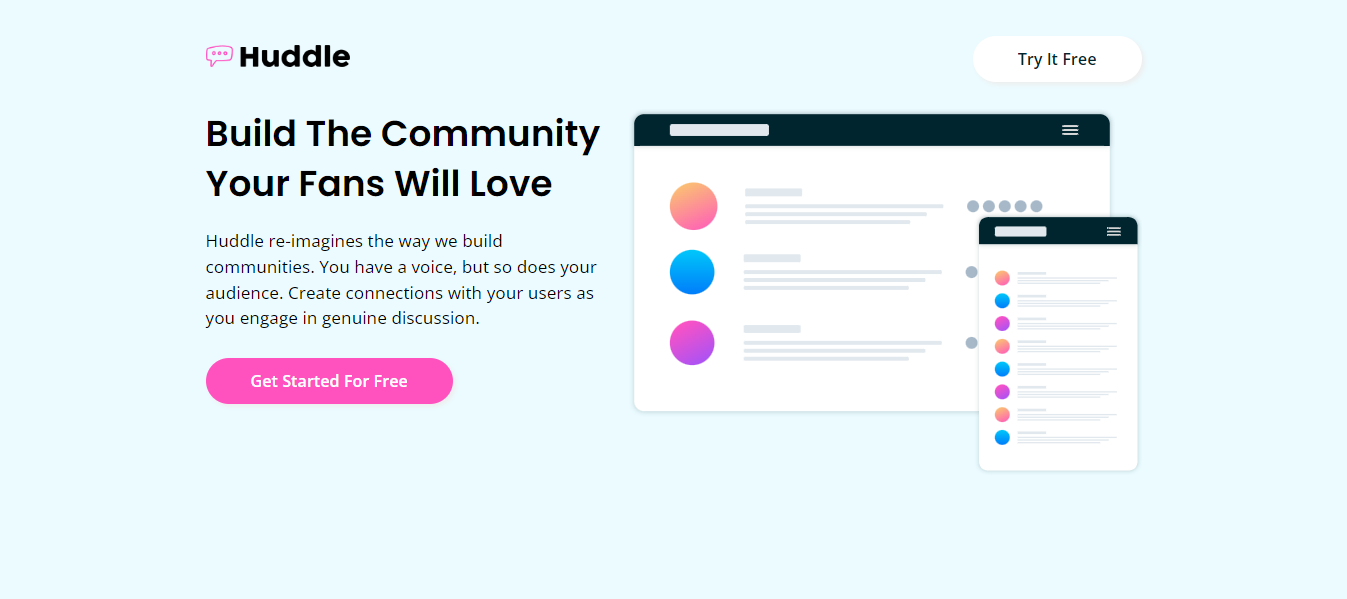 Huddle
Try It Free
Build The Community
Your Fans Will Love
Huddle re-imagines the way we build
communities. You have a voice, but so does your
audience. Create connections with your users as
you engage in genuine discussion.
Get Started For Free